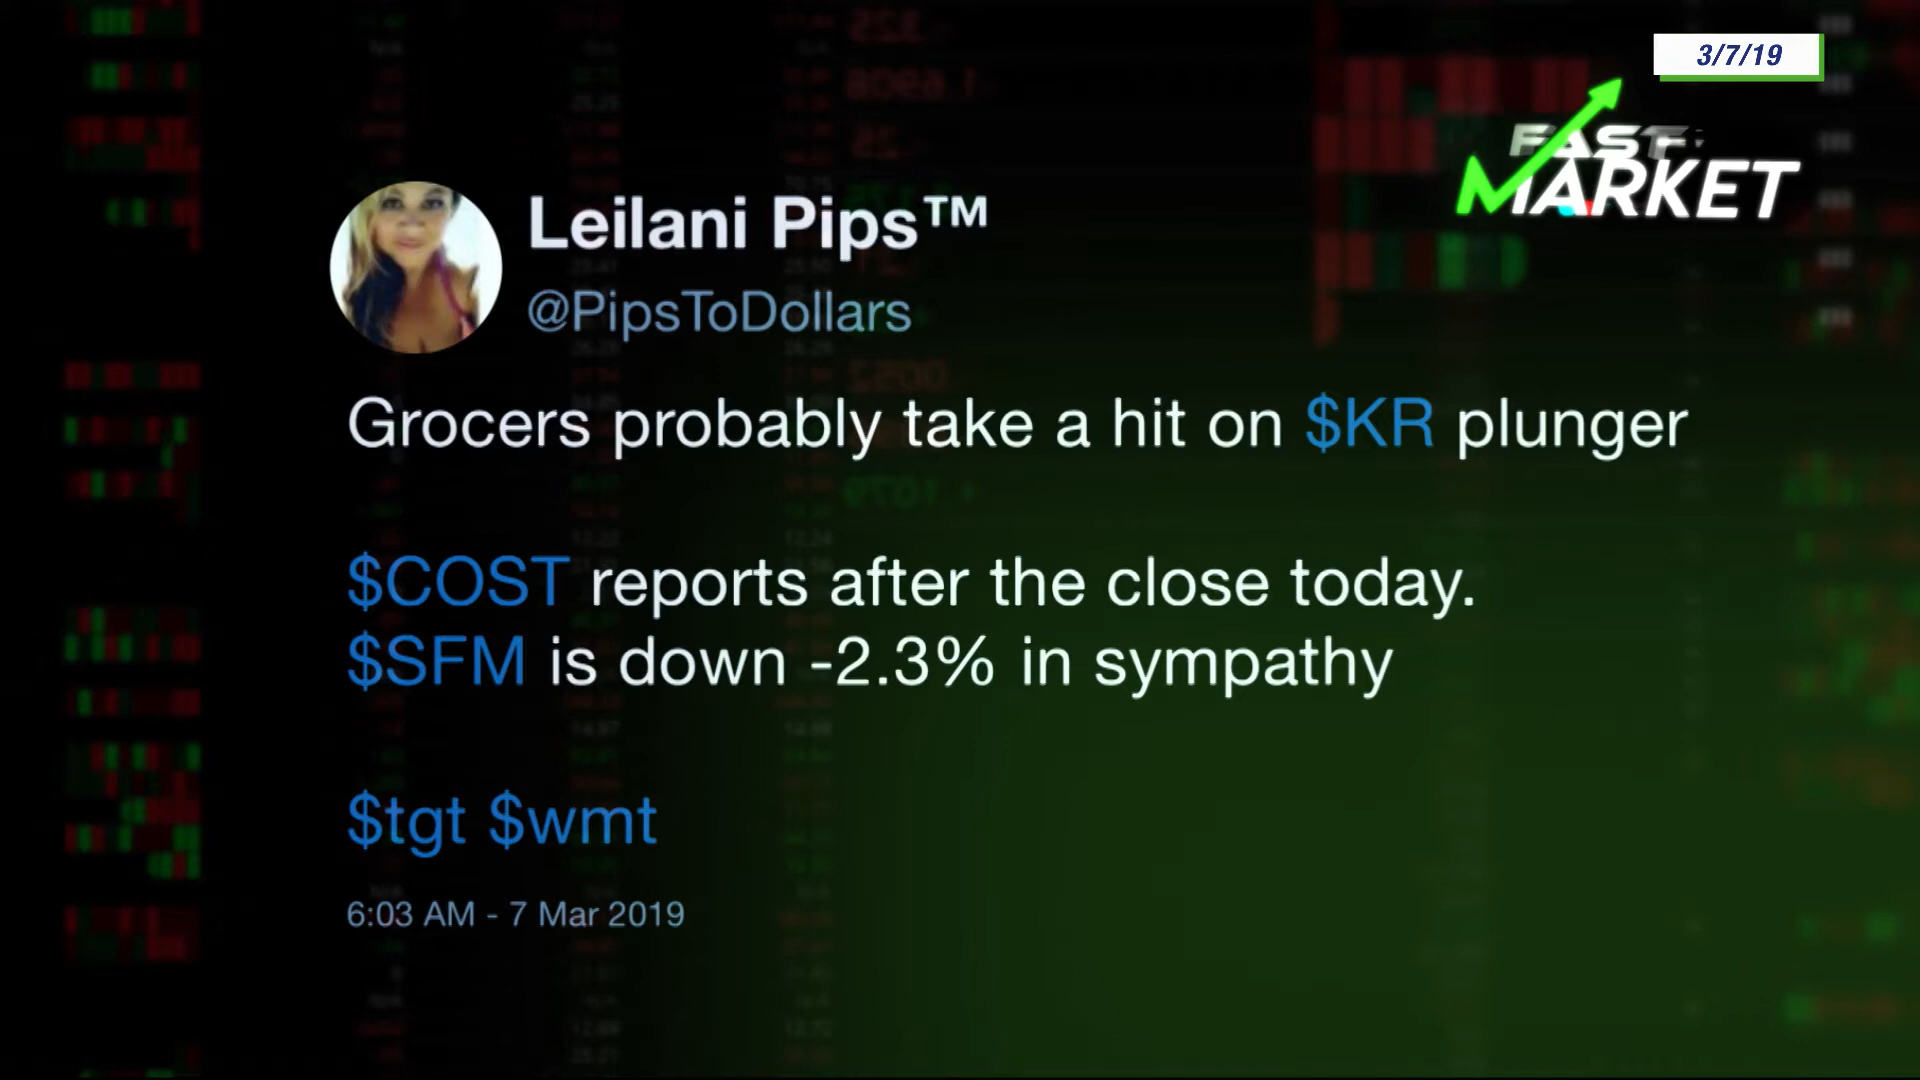 3/7/19
FAST
MARKET
Leilani Pips™
@PipsToDollars
Grocers probably take a hit on $KR plunger
$COST reports after the close today.
$SFM is down -2.3% in sympathy
$tgt $wmt
6:03 AM - 7 Mar 2019